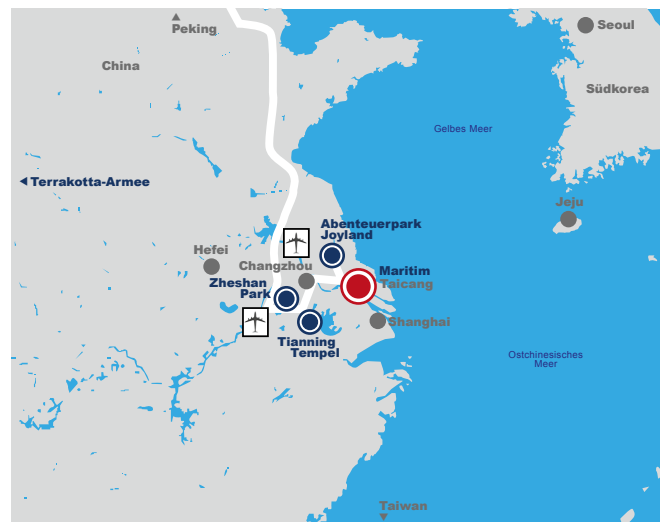 Peking
Seoul
China
Südkorea
Gelbes Meer
Terrakotta-Armee
Jeju
Abenteuerpark
Joyland
Hefei
Changzhou
Maritim
Taicang
Zheshan
Park
Shanghai
Tianning
Tempel
Ostchinesisches
Meer
Taiwan